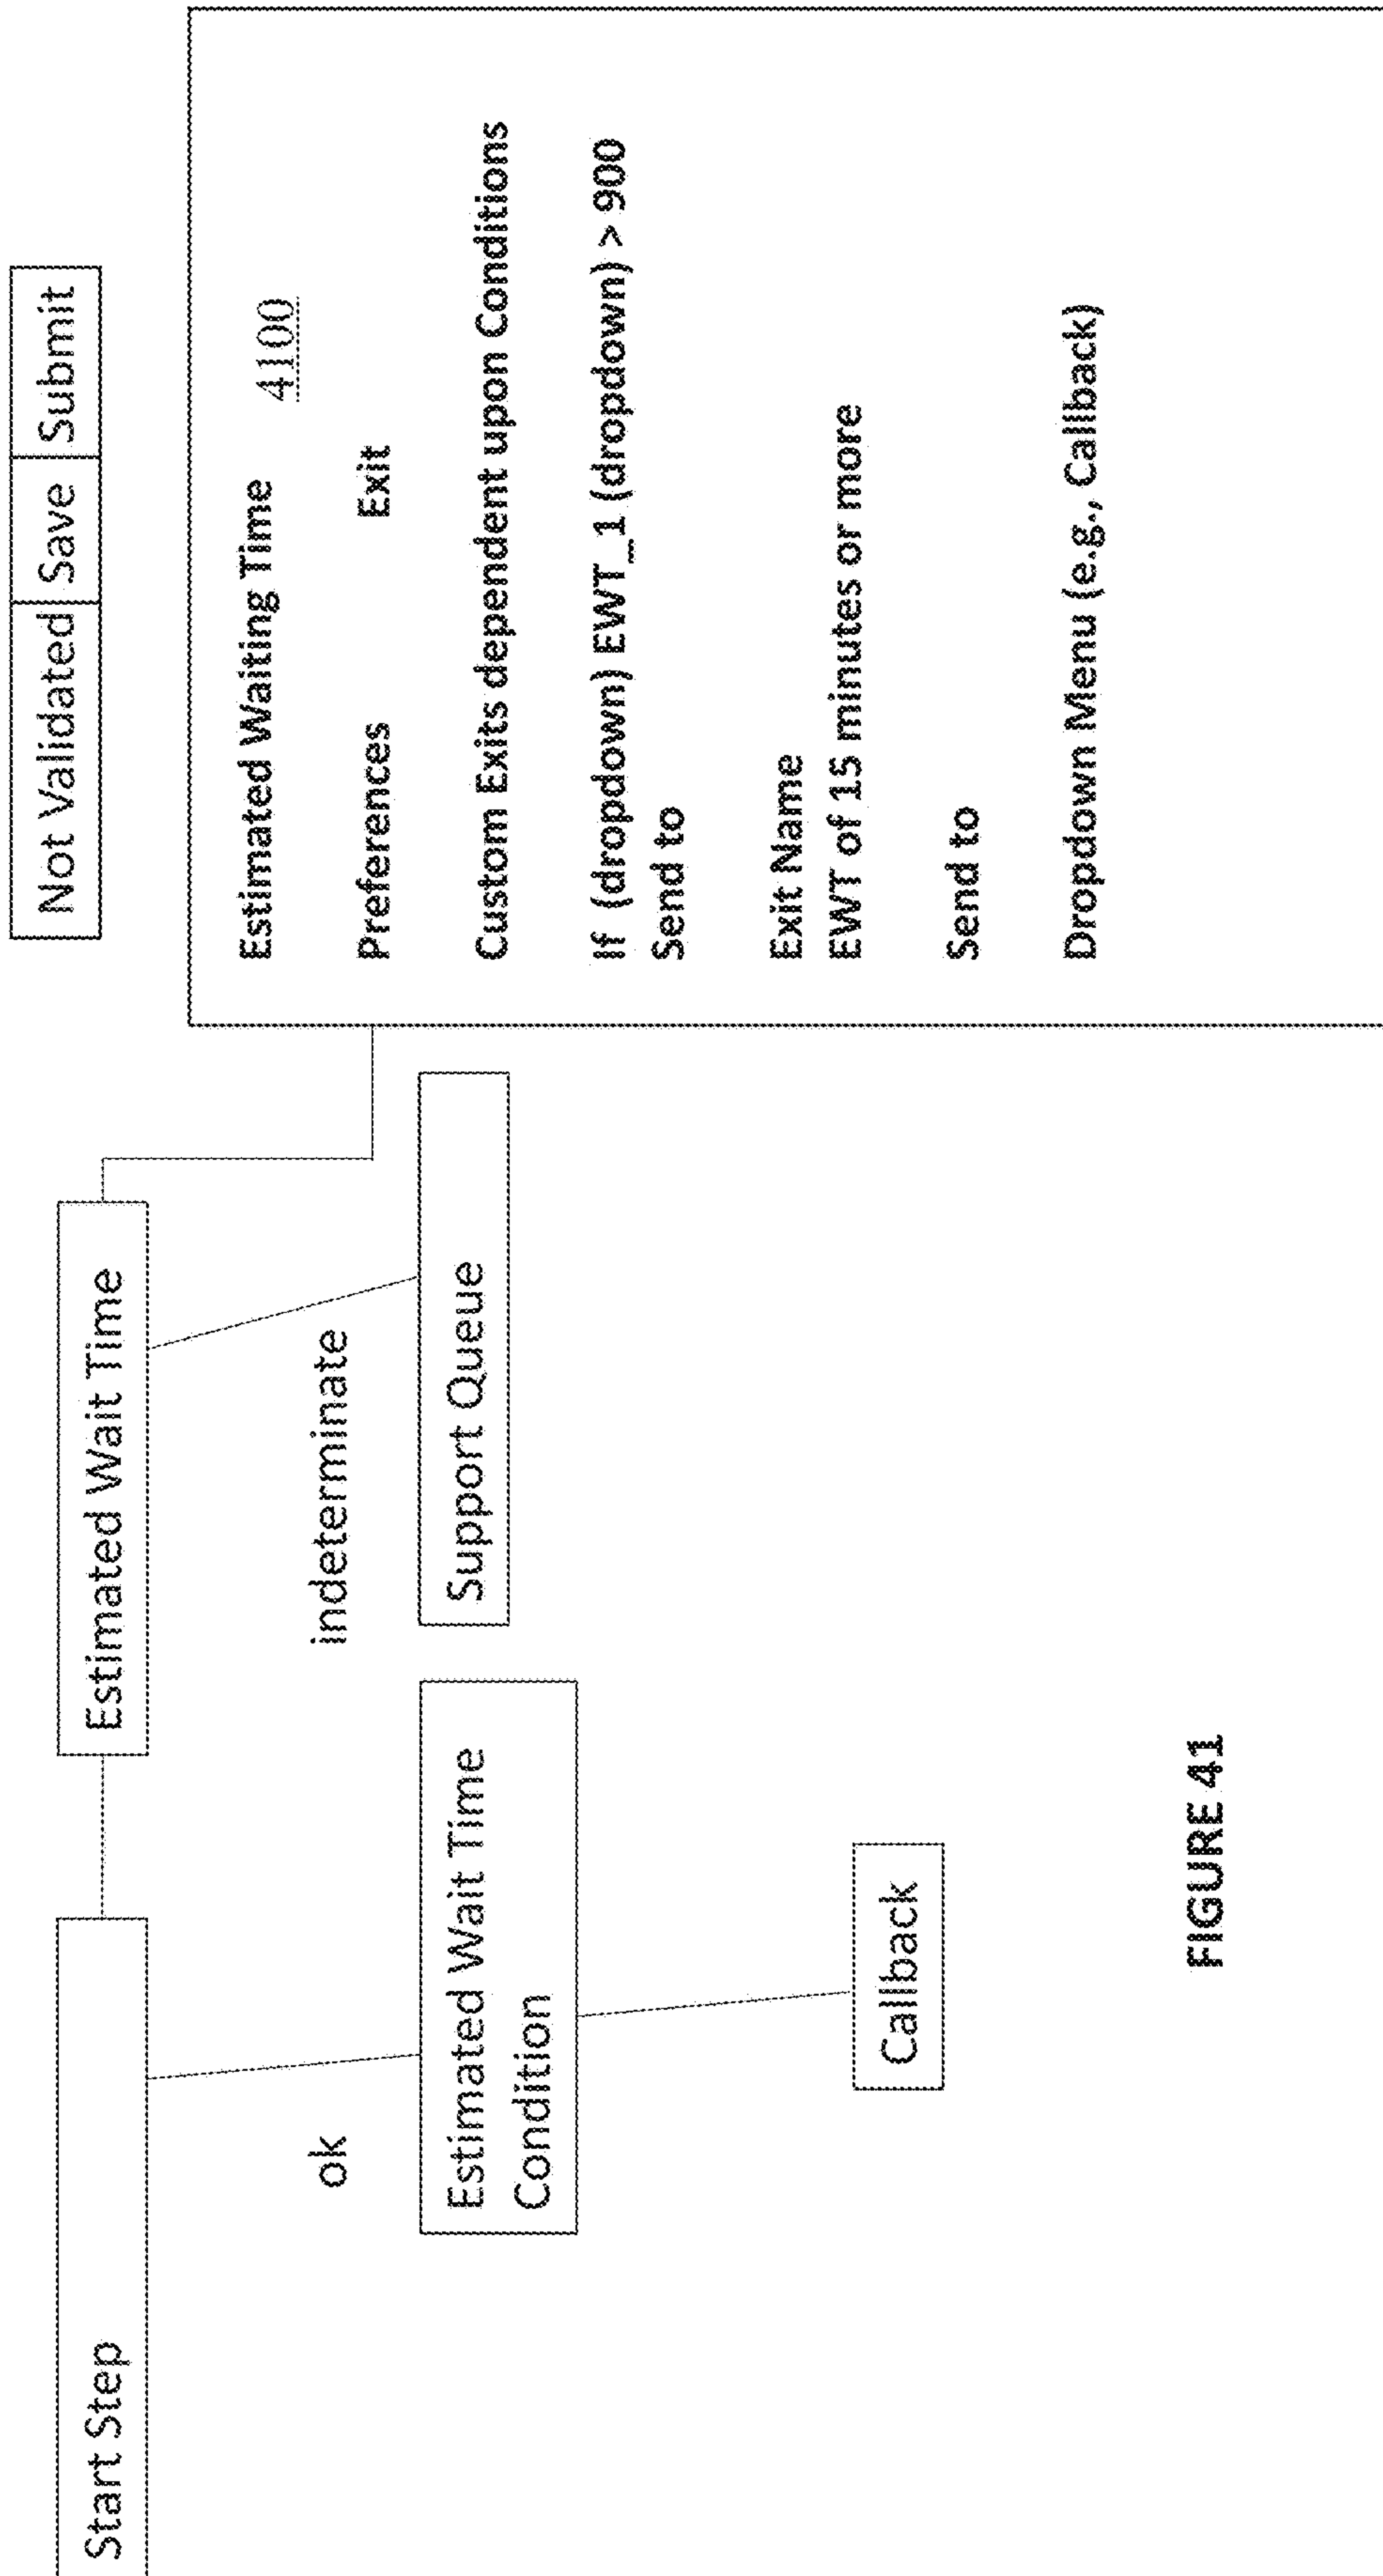 Not Validated
Save
Submit
Start Step
Estimated Wait Time
ok
indeterminate
Estimated Wait Time
Condition
Support Queue
Callback
Estimated Waiting Time
4100
Preferences
Exit
Custom Exits dependent upon Conditions
If (dropdown) EWT_1 (dropdown) > 900
Send to
Exit Name
EWT of 15 minutes or more
Send to
Dropdown Menu (e.g., Callback)
FIGURE 41